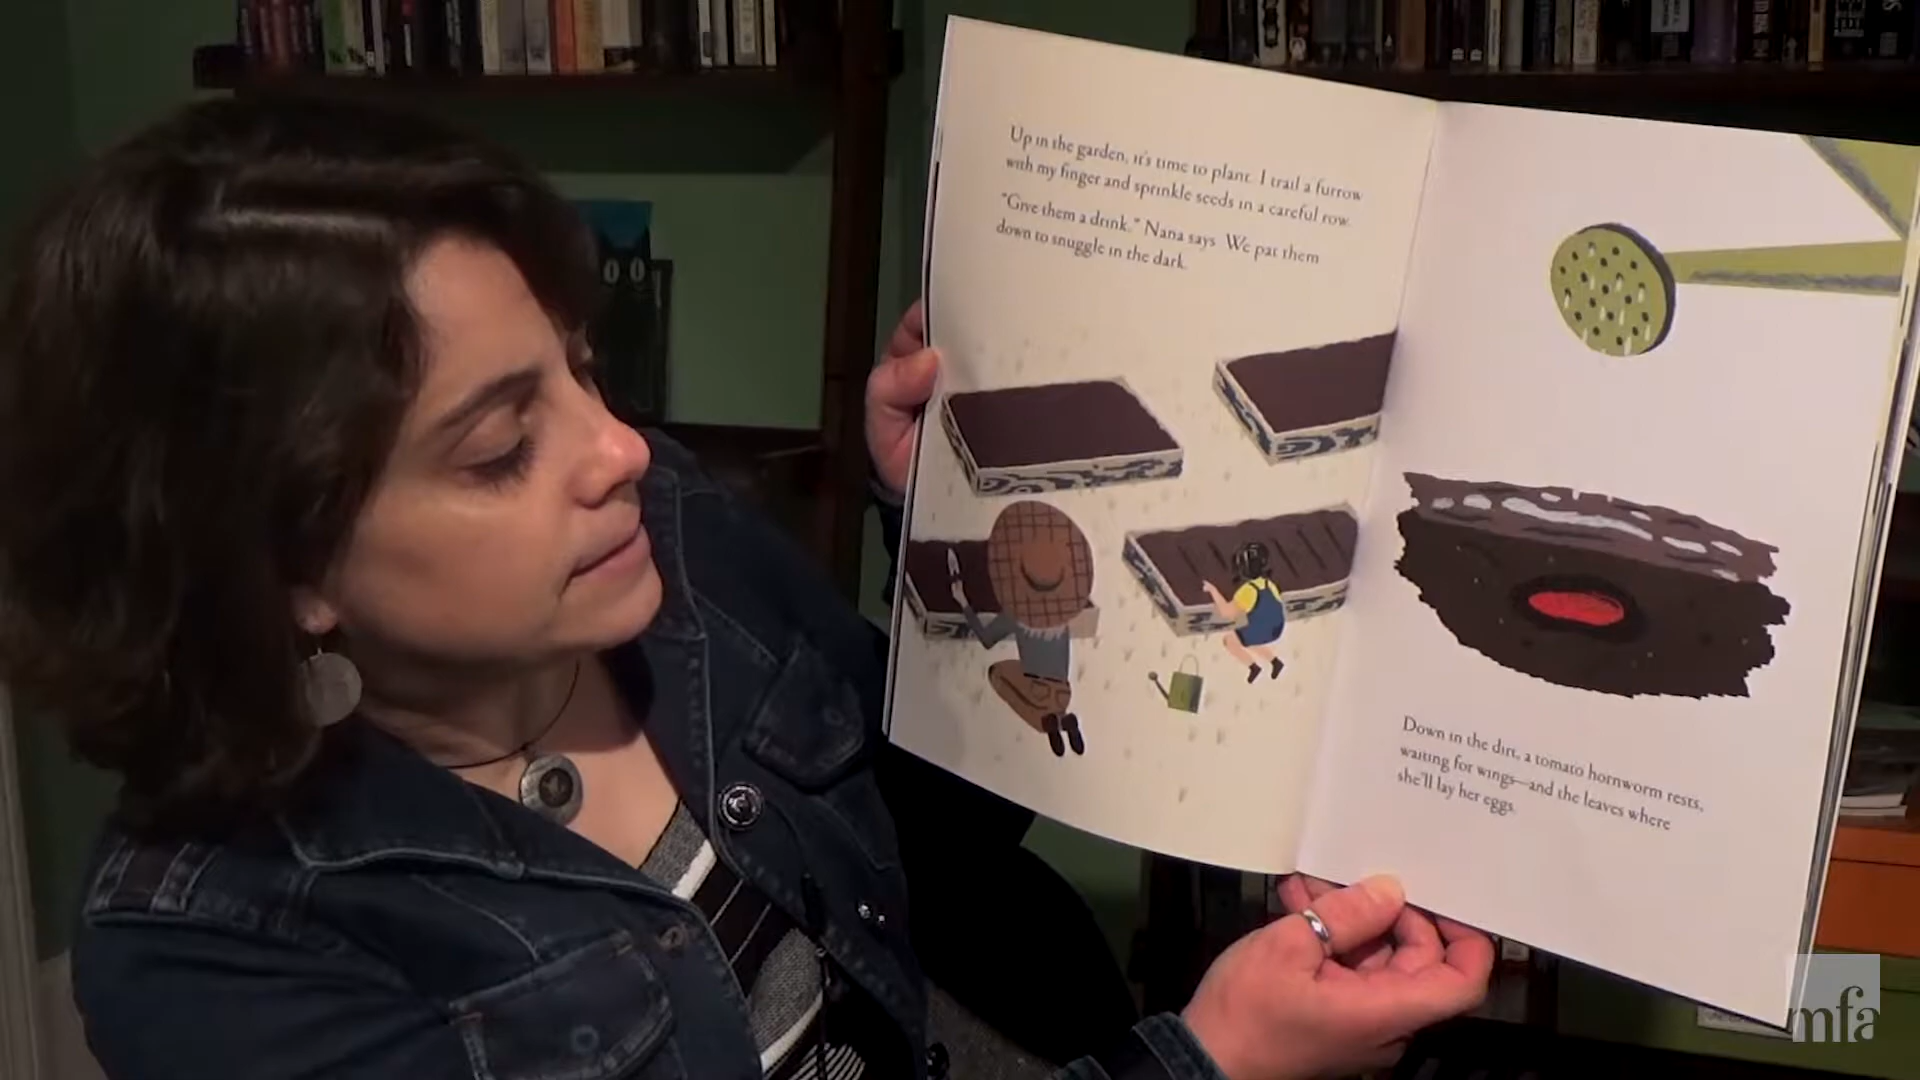 Up in the garden, it's time to plant. I trail a furrow
with my finger and sprinkle seeds in a careful row.
"Give them a drink," Nana says. We pat them
down to snuggle in the dark.
Down in the dirt, a tomato hornworm rests,
waiting for wings—and the leaves where
she'll lay her eggs.
mfa